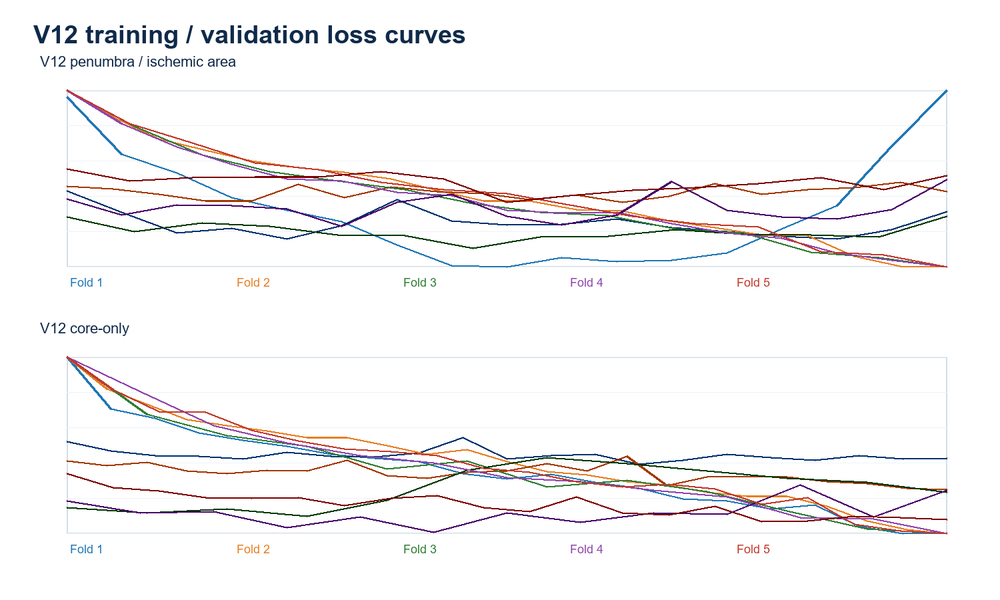 V12 training / validation loss curves
V12 penumbra / ischemic area
Fold 1 Fold 2 Fold 3 Fold 4 Fold 5
V12 core-only
Fold 1 Fold 2 Fold 3 Fold 4 Fold 5